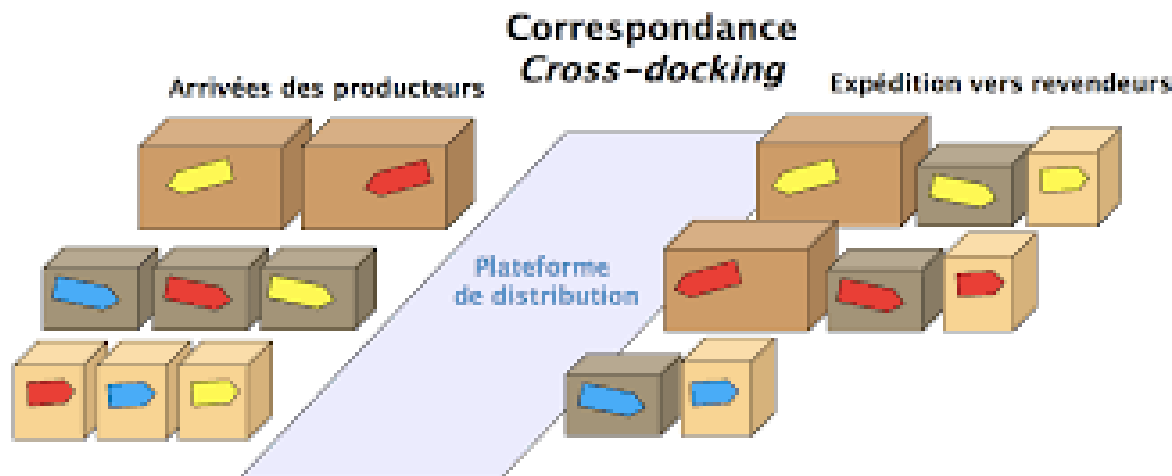 Correspondance
Cross-docking
Arrivées des producteurs
Expédition vers revendeurs
Plateforme
de distribution